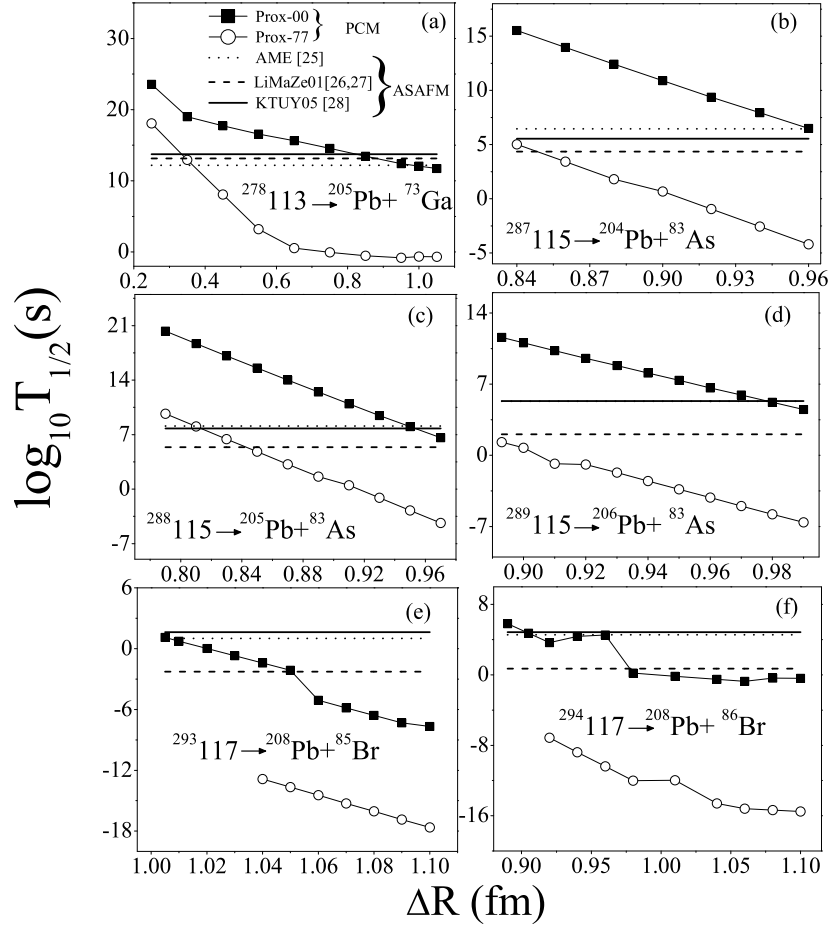 log₁₀T₁/₂(s)
35
30
20
10
0
0.2 0.4 0.6 0.8 1.0
Prox-00
Prox-77
PCM
AME [25]
LiMaZe01[26,27]
KTUY05 [28]
ASAFM
(a)
²⁷⁸113→²⁰⁵Pb+ ⁷³Ga
15
10
5
0
-5
0.84 0.87 0.90 0.93 0.96
(b)
²⁸⁷115→²⁰⁴Pb+⁸³As
21
14
7
0
-7
0.80 0.84 0.88 0.92 0.96
(c)
²⁸⁸115→²⁰⁵Pb+⁸³As
14
7
0
-7
0.90 0.92 0.94 0.96 0.98
(d)
²⁸⁹115→²⁰⁶Pb+ ⁸³As
6
0
-6
-12
-18
1.00 1.02 1.04 1.06 1.08 1.10
(e)
²⁹³117→²⁰⁸Pb+⁸⁵Br
8
0
-8
-16
0.90 0.95 1.00 1.05 1.10
(f)
²⁹⁴117→²⁰⁸Pb+ ⁸⁶Br
ΔR (fm)